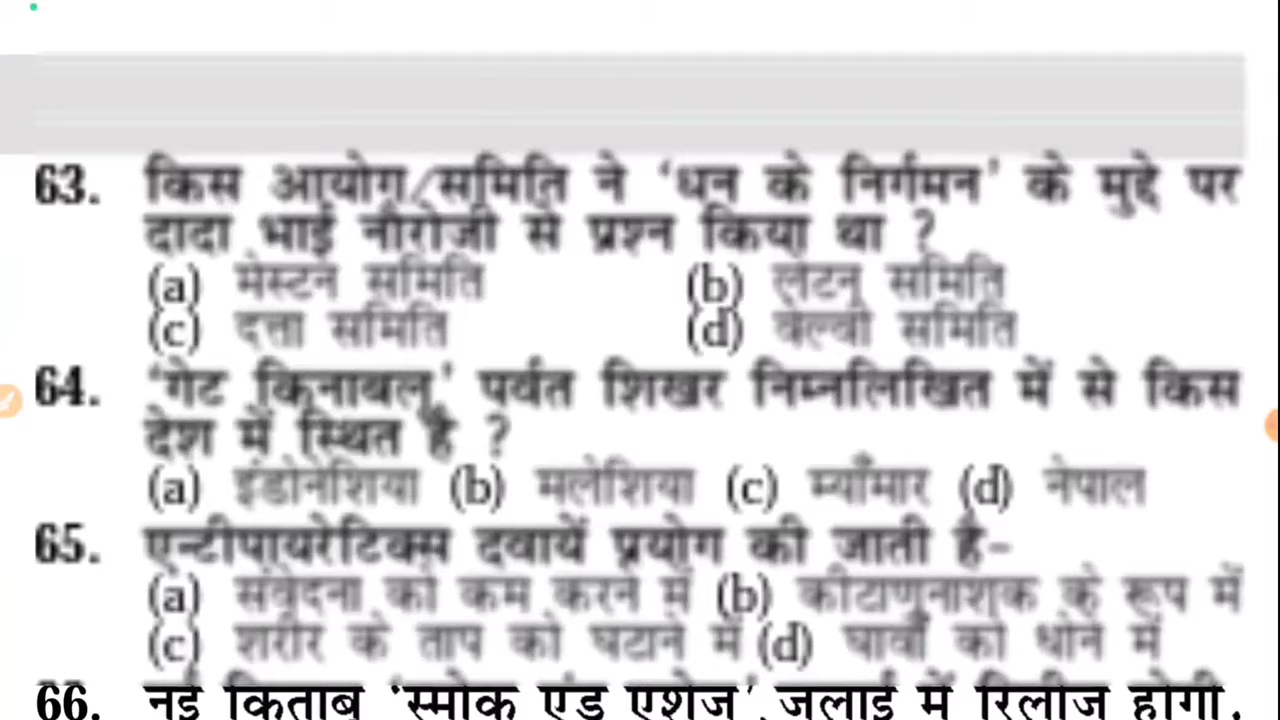 63. किस आयोग/समिति ने ‘धन के निर्गमन’ के मुद्दे पर
दादा भाई नौरोजी से प्रश्न किया था ?
(a) मेस्टन समिति (b) लेटन समिति
(c) दत्ता समिति (d) वेल्वी समिति
64. ‘गेट किनाबलू’ पर्वत शिखर निम्नलिखित में से किस
देश में स्थित है ?
(a) इंडोनेशिया (b) मलेशिया (c) म्याँमार (d) नेपाल
65. एन्टीपायरेटिक्स दवायें प्रयोग की जाती है–
(a) संवेदना को कम करने में (b) कीटाणुनाशक के रूप में
(c) शरीर के ताप को घटाने में (d) घावों को धोने में
66. नई किताब ‘स्मोक एंड एशेज’ जुलाई में रिलीज होगी,